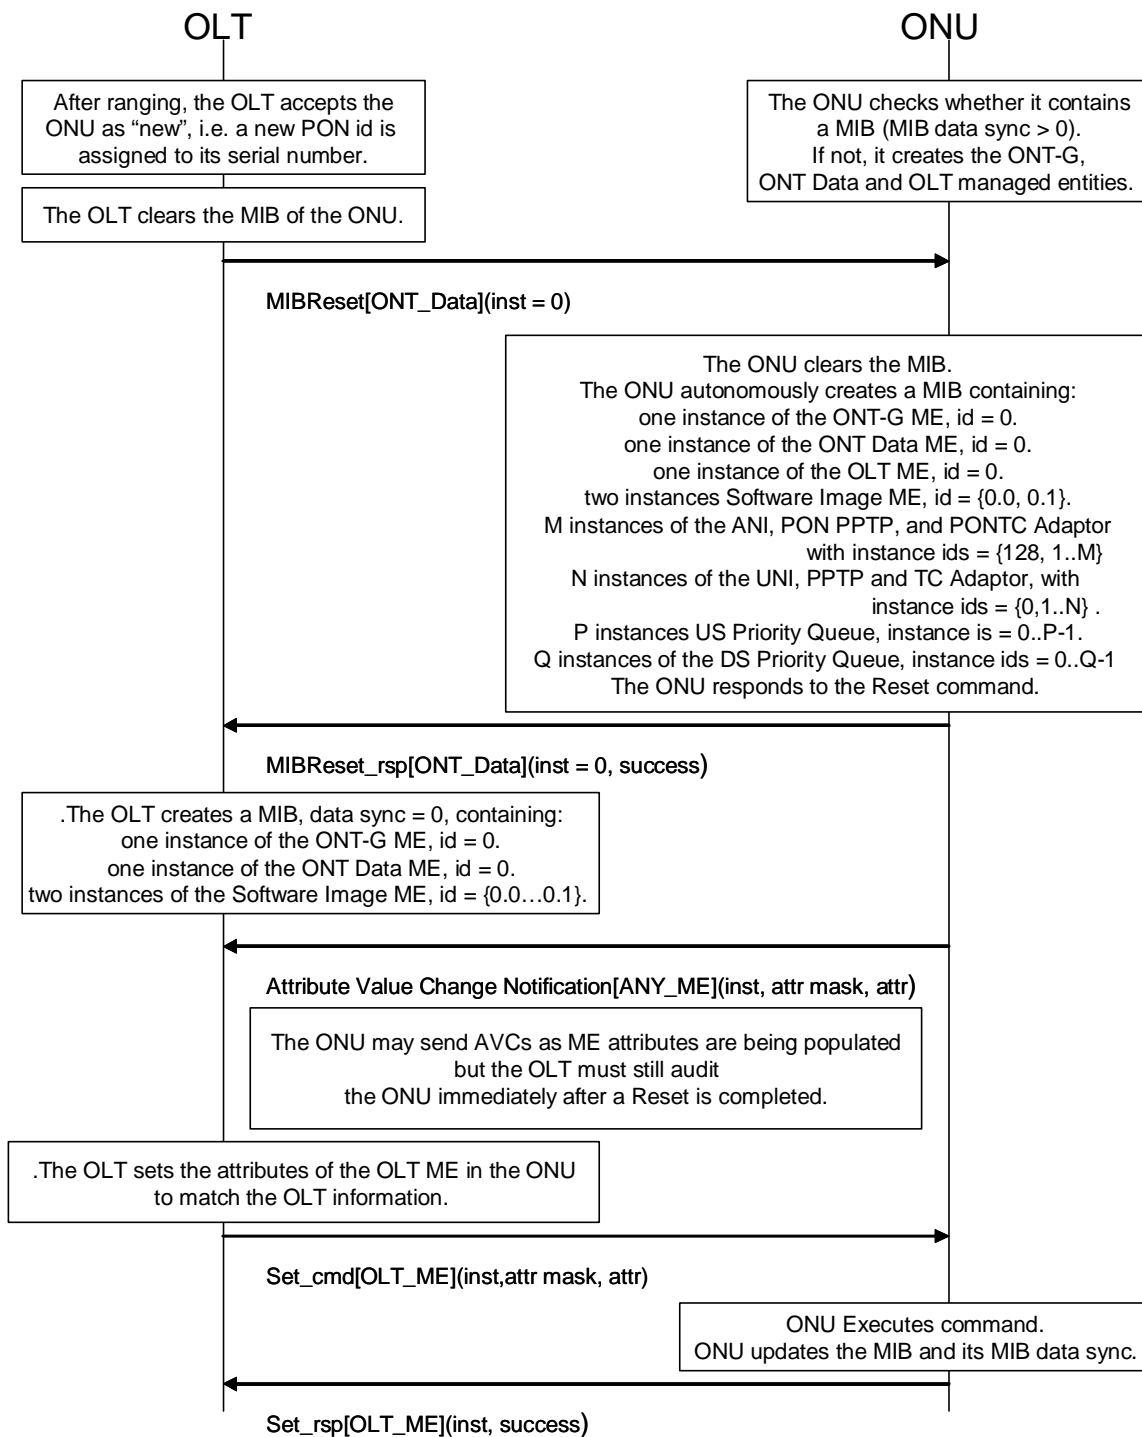 OLT
ONU
After ranging, the OLT accepts the
ONU as “new”, i.e. a new PON id is
assigned to its serial number.
The ONU checks whether it contains
a MIB (MIB data sync > 0).
If not, it creates the ONT-G,
ONT Data and OLT managed entities.
The OLT clears the MIB of the ONU.
MIBReset[ONT_Data](inst = 0)
The ONU clears the MIB.
The ONU autonomously creates a MIB containing:
one instance of the ONT-G ME, id = 0.
one instance of the ONT Data ME, id = 0.
one instance of the OLT ME, id = 0.
two instances Software Image ME, id = {0.0, 0.1}.
M instances of the ANI, PON PPTP, and PONTC Adaptor
with instance ids = {128, 1..M}
N instances of the UNI, PPTP and TC Adaptor, with
instance ids = {0,1..N} .
P instances US Priority Queue, instance is = 0..P-1.
Q instances of the DS Priority Queue, instance ids = 0..Q-1
The ONU responds to the Reset command.
MIBReset_rsp[ONT_Data](inst = 0, success)
.The OLT creates a MIB, data sync = 0, containing:
one instance of the ONT-G ME, id = 0.
one instance of the ONT Data ME, id = 0.
two instances of the Software Image ME, id = {0.0…0.1}.
Attribute Value Change Notification[ANY_ME](inst, attr mask, attr)
The ONU may send AVCs as ME attributes are being populated
but the OLT must still audit
the ONU immediately after a Reset is completed.
.The OLT sets the attributes of the OLT ME in the ONU
to match the OLT information.
Set_cmd[OLT_ME](inst,attr mask, attr)
ONU Executes command.
ONU updates the MIB and its MIB data sync.
Set_rsp[OLT_ME](inst, success)